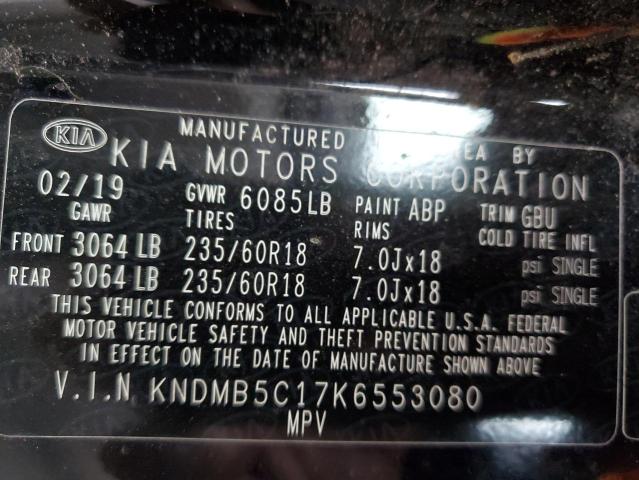 KIA
MANUFACTURED BY
KIA MOTORS CORPORATION
02/19 GVWR 6085LB PAINT ABP TRIM GBU
GAWR TIRES RIMS COLD TIRE INFL
FRONT 3064 LB 235/60R18 7.0Jx18 psi SINGLE
REAR 3064 LB 235/60R18 7.0Jx18 psi SINGLE
THIS VEHICLE CONFORMS TO ALL APPLICABLE U.S.A. FEDERAL
MOTOR VEHICLE SAFETY AND THEFT PREVENTION STANDARDS
IN EFFECT ON THE DATE OF MANUFACTURE SHOWN ABOVE
V.I.N KNDMB5C17K6553080
MPV